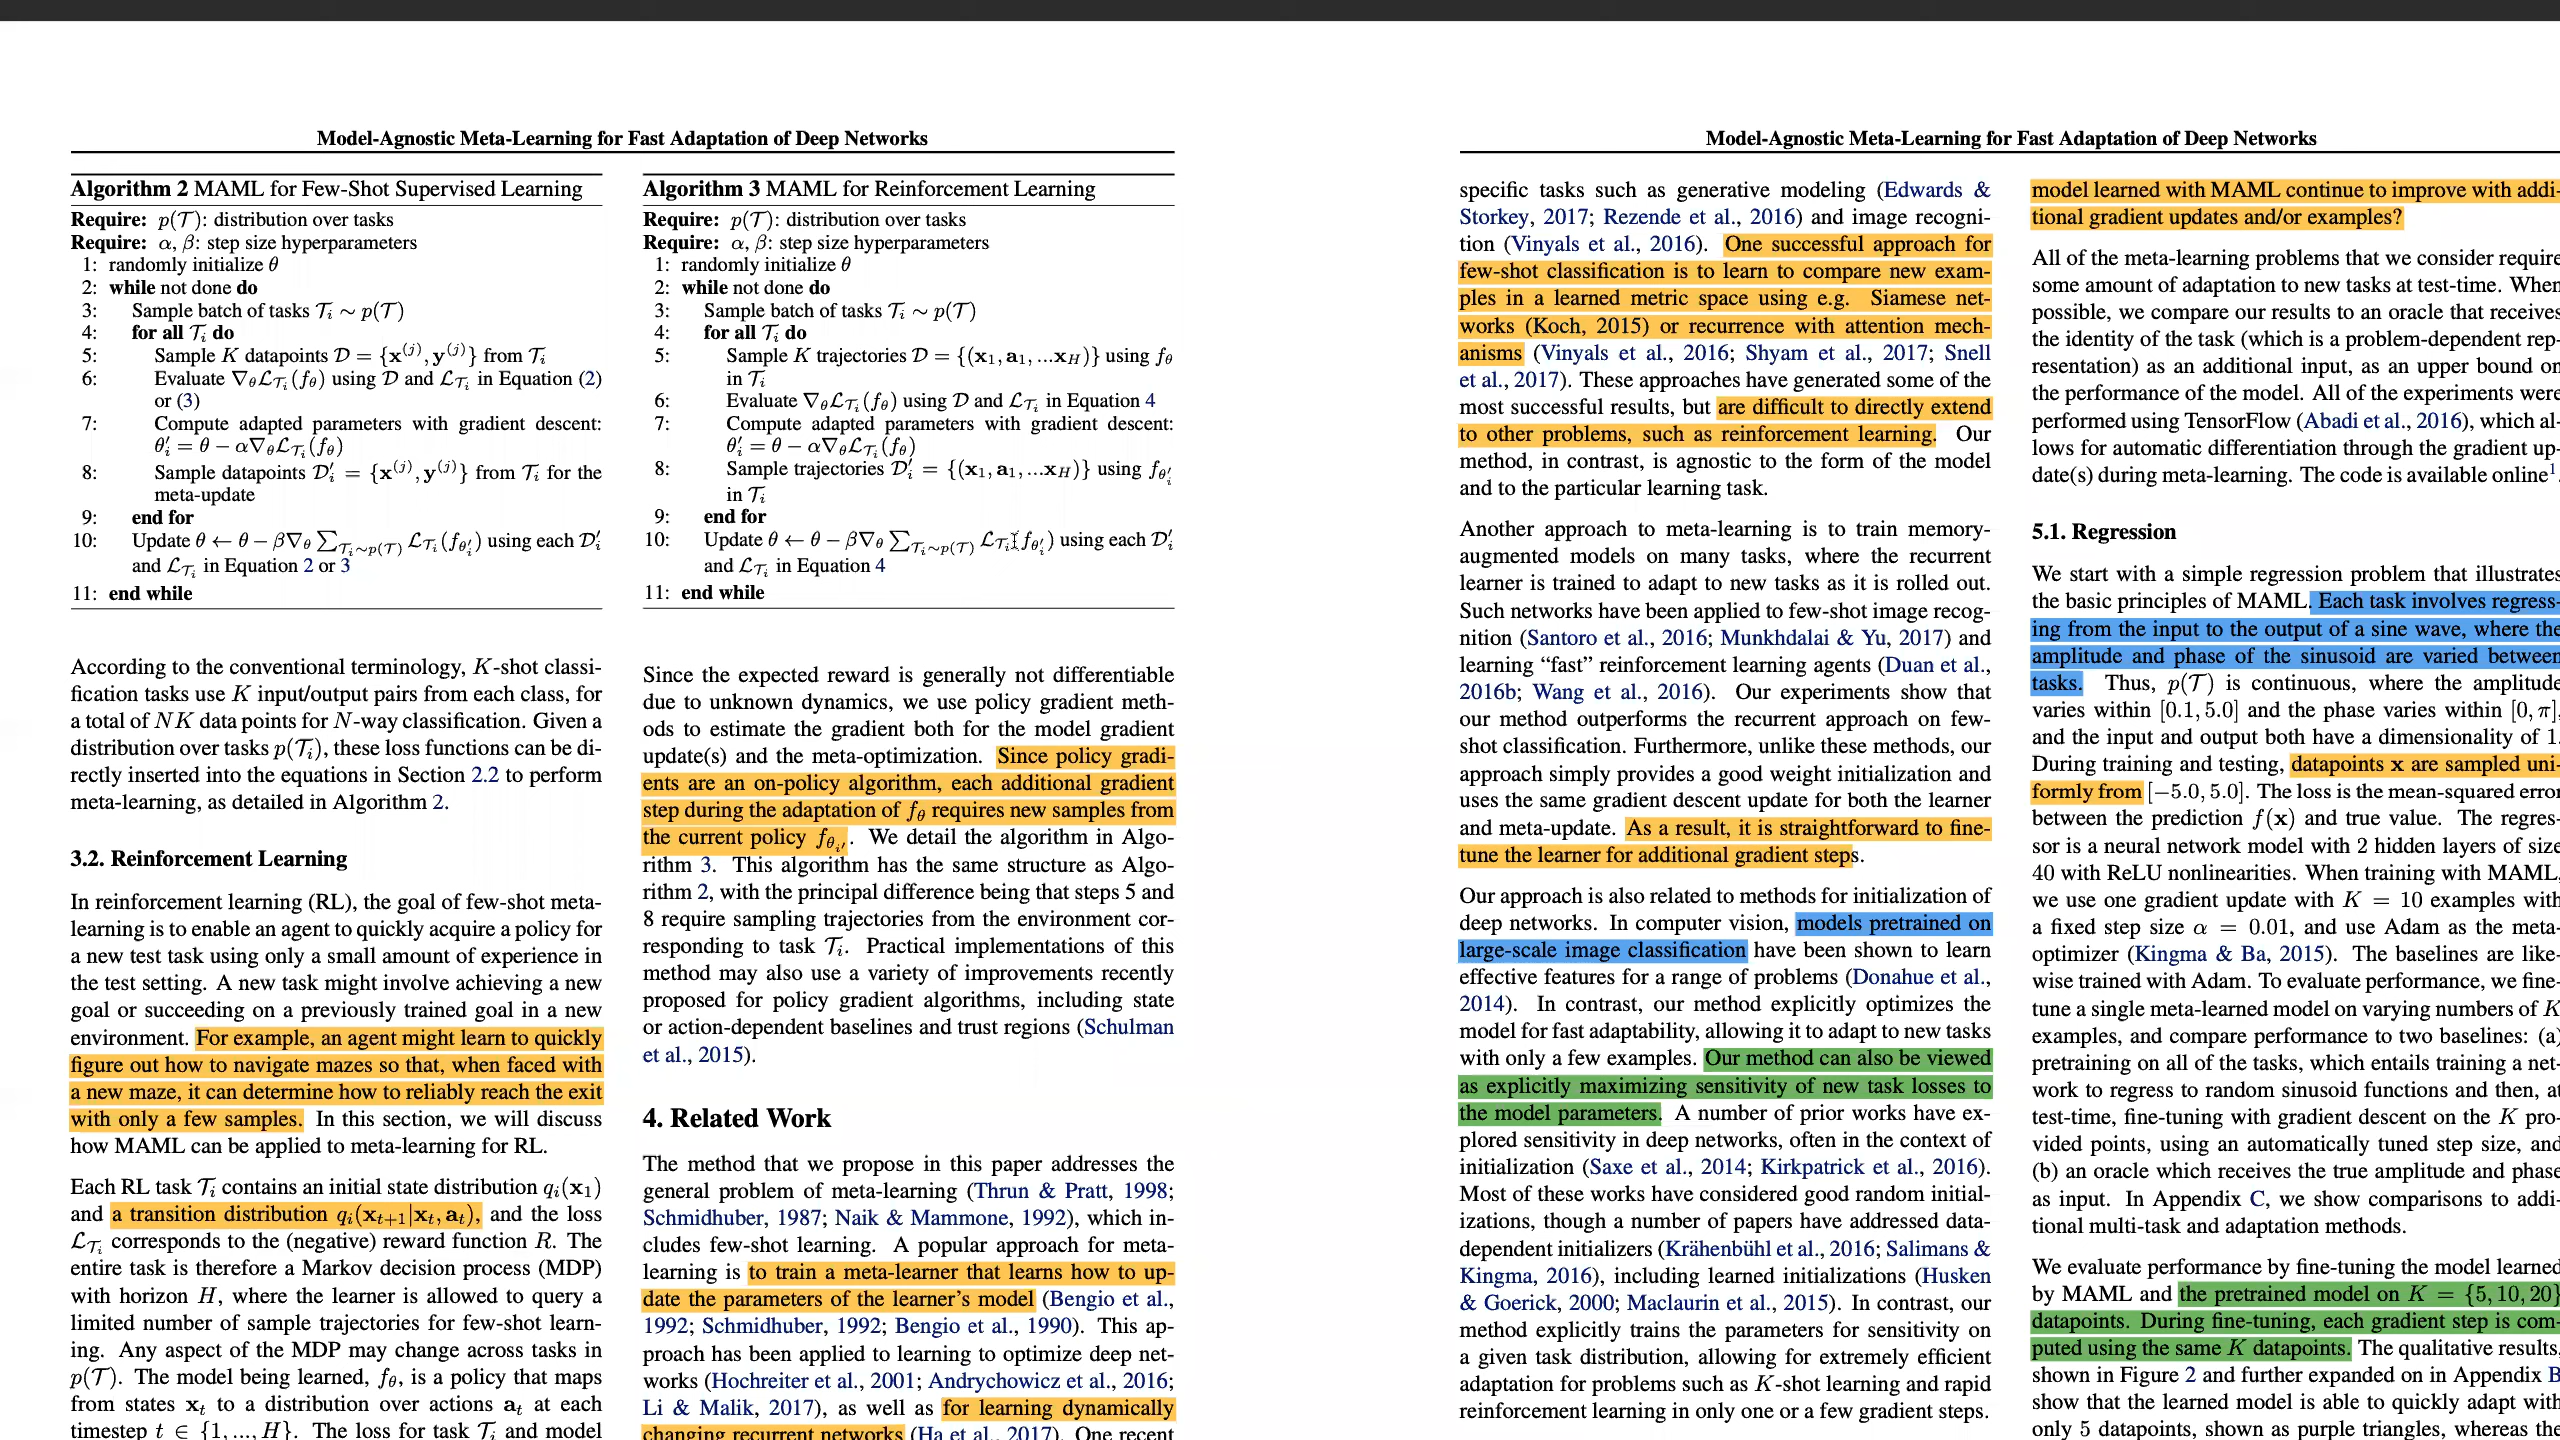 Model-Agnostic Meta-Learning for Fast Adaptation of Deep Networks
Algorithm 2 MAML for Few-Shot Supervised Learning
Require: p(𝒯): distribution over tasks
Require: α, β: step size hyperparameters
1: randomly initialize θ
2: while not done do
3: Sample batch of tasks 𝒯ᵢ ∼ p(𝒯)
4: for all 𝒯ᵢ do
5: Sample K datapoints 𝒟 = {x^(j), y^(j)} from 𝒯ᵢ
6: Evaluate ∇_θ ℒ_𝒯ᵢ(f_θ) using 𝒟 and ℒ_𝒯ᵢ in Equation (2)
or (3)
7: Compute adapted parameters with gradient descent:
θ′ᵢ = θ − α∇_θ ℒ_𝒯ᵢ(f_θ)
8: Sample datapoints 𝒟′ᵢ = {x^(j), y^(j)} from 𝒯ᵢ for the
meta-update
9: end for
10: Update θ ← θ − β∇_θ ∑_𝒯ᵢ∼p(𝒯) ℒ_𝒯ᵢ(f_θ′ᵢ) using each 𝒟′ᵢ
and ℒ_𝒯ᵢ in Equation 2 or 3
11: end while
According to the conventional terminology, K-shot classi-
fication tasks use K input/output pairs from each class, for
a total of NK data points for N-way classification. Given a
distribution over tasks p(𝒯ᵢ), these loss functions can be di-
rectly inserted into the equations in Section 2.2 to perform
meta-learning, as detailed in Algorithm 2.
3.2. Reinforcement Learning
In reinforcement learning (RL), the goal of few-shot meta-
learning is to enable an agent to quickly acquire a policy for
a new test task using only a small amount of experience in
the test setting. A new task might involve achieving a new
goal or succeeding on a previously trained goal in a new
environment. For example, an agent might learn to quickly
figure out how to navigate mazes so that, when faced with
a new maze, it can determine how to reliably reach the exit
with only a few samples. In this section, we will discuss
how MAML can be applied to meta-learning for RL.
Each RL task 𝒯ᵢ contains an initial state distribution qᵢ(x₁)
and a transition distribution qᵢ(xₜ₊₁|xₜ, aₜ), and the loss
ℒ_𝒯ᵢ corresponds to the (negative) reward function R. The
entire task is therefore a Markov decision process (MDP)
with horizon H, where the learner is allowed to query a
limited number of sample trajectories for few-shot learn-
ing. Any aspect of the MDP may change across tasks in
p(𝒯). The model being learned, f_θ, is a policy that maps
from states xₜ to a distribution over actions aₜ at each
timestep t ∈ {1, ..., H}. The loss for task 𝒯ᵢ and model
Algorithm 3 MAML for Reinforcement Learning
Require: p(𝒯): distribution over tasks
Require: α, β: step size hyperparameters
1: randomly initialize θ
2: while not done do
3: Sample batch of tasks 𝒯ᵢ ∼ p(𝒯)
4: for all 𝒯ᵢ do
5: Sample K trajectories 𝒟 = {(x₁, a₁, ...x_H)} using f_θ
in 𝒯ᵢ
6: Evaluate ∇_θ ℒ_𝒯ᵢ(f_θ) using 𝒟 and ℒ_𝒯ᵢ in Equation 4
7: Compute adapted parameters with gradient descent:
θ′ᵢ = θ − α∇_θ ℒ_𝒯ᵢ(f_θ)
8: Sample trajectories 𝒟′ᵢ = {(x₁, a₁, ...x_H)} using f_θ′ᵢ
in 𝒯ᵢ
9: end for
10: Update θ ← θ − β∇_θ ∑_𝒯ᵢ∼p(𝒯) ℒ_𝒯ᵢ(f_θ′ᵢ) using each 𝒟′ᵢ
and ℒ_𝒯ᵢ in Equation 4
11: end while
Since the expected reward is generally not differentiable
due to unknown dynamics, we use policy gradient meth-
ods to estimate the gradient both for the model gradient
update(s) and the meta-optimization. Since policy gradi-
ents are an on-policy algorithm, each additional gradient
step during the adaptation of f_θ requires new samples from
the current policy f_θᵢ′. We detail the algorithm in Algo-
rithm 3. This algorithm has the same structure as Algo-
rithm 2, with the principal difference being that steps 5 and
8 require sampling trajectories from the environment cor-
responding to task 𝒯ᵢ. Practical implementations of this
method may also use a variety of improvements recently
proposed for policy gradient algorithms, including state
or action-dependent baselines and trust regions (Schulman
et al., 2015).
4. Related Work
The method that we propose in this paper addresses the
general problem of meta-learning (Thrun & Pratt, 1998;
Schmidhuber, 1987; Naik & Mammone, 1992), which in-
cludes few-shot learning. A popular approach for meta-
learning is to train a meta-learner that learns how to up-
date the parameters of the learner's model (Bengio et al.,
1992; Schmidhuber, 1992; Bengio et al., 1990). This ap-
proach has been applied to learning to optimize deep net-
works (Hochreiter et al., 2001; Andrychowicz et al., 2016;
Li & Malik, 2017), as well as for learning dynamically
changing recurrent networks (Ha et al., 2017). One recent
Model-Agnostic Meta-Learning for Fast Adaptation of Deep Networks
specific tasks such as generative modeling (Edwards &
Storkey, 2017; Rezende et al., 2016) and image recogni-
tion (Vinyals et al., 2016). One successful approach for
few-shot classification is to learn to compare new exam-
ples in a learned metric space using e.g. Siamese net-
works (Koch, 2015) or recurrence with attention mech-
anisms (Vinyals et al., 2016; Shyam et al., 2017; Snell
et al., 2017). These approaches have generated some of the
most successful results, but are difficult to directly extend
to other problems, such as reinforcement learning. Our
method, in contrast, is agnostic to the form of the model
and to the particular learning task.
Another approach to meta-learning is to train memory-
augmented models on many tasks, where the recurrent
learner is trained to adapt to new tasks as it is rolled out.
Such networks have been applied to few-shot image recog-
nition (Santoro et al., 2016; Munkhdalai & Yu, 2017) and
learning “fast” reinforcement learning agents (Duan et al.,
2016b; Wang et al., 2016). Our experiments show that
our method outperforms the recurrent approach on few-
shot classification. Furthermore, unlike these methods, our
approach simply provides a good weight initialization and
uses the same gradient descent update for both the learner
and meta-update. As a result, it is straightforward to fine-
tune the learner for additional gradient steps.
Our approach is also related to methods for initialization of
deep networks. In computer vision, models pretrained on
large-scale image classification have been shown to learn
effective features for a range of problems (Donahue et al.,
2014). In contrast, our method explicitly optimizes the
model for fast adaptability, allowing it to adapt to new tasks
with only a few examples. Our method can also be viewed
as explicitly maximizing sensitivity of new task losses to
the model parameters. A number of prior works have ex-
plored sensitivity in deep networks, often in the context of
initialization (Saxe et al., 2014; Kirkpatrick et al., 2016).
Most of these works have considered good random initial-
izations, though a number of papers have addressed data-
dependent initializers (Krähenbühl et al., 2016; Salimans &
Kingma, 2016), including learned initializations (Husken
& Goerick, 2000; Maclaurin et al., 2015). In contrast, our
method explicitly trains the parameters for sensitivity on
a given task distribution, allowing for extremely efficient
adaptation for problems such as K-shot learning and rapid
reinforcement learning in only one or a few gradient steps.
model learned with MAML continue to improve with addi-
tional gradient updates and/or examples?
All of the meta-learning problems that we consider require
some amount of adaptation to new tasks at test-time. When
possible, we compare our results to an oracle that receives
the identity of the task (which is a problem-dependent rep-
resentation) as an additional input, as an upper bound on
the performance of the model. All of the experiments were
performed using TensorFlow (Abadi et al., 2016), which al-
lows for automatic differentiation through the gradient up-
date(s) during meta-learning. The code is available online¹.
5.1. Regression
We start with a simple regression problem that illustrates
the basic principles of MAML. Each task involves regress-
ing from the input to the output of a sine wave, where the
amplitude and phase of the sinusoid are varied between
tasks. Thus, p(𝒯) is continuous, where the amplitude
varies within [0.1, 5.0] and the phase varies within [0, π],
and the input and output both have a dimensionality of 1.
During training and testing, datapoints x are sampled uni-
formly from [−5.0, 5.0]. The loss is the mean-squared error
between the prediction f(x) and true value. The regres-
sor is a neural network model with 2 hidden layers of size
40 with ReLU nonlinearities. When training with MAML,
we use one gradient update with K = 10 examples with
a fixed step size α = 0.01, and use Adam as the meta-
optimizer (Kingma & Ba, 2015). The baselines are like-
wise trained with Adam. To evaluate performance, we fine-
tune a single meta-learned model on varying numbers of K
examples, and compare performance to two baselines: (a)
pretraining on all of the tasks, which entails training a net-
work to regress to random sinusoid functions and then, at
test-time, fine-tuning with gradient descent on the K pro-
vided points, using an automatically tuned step size, and
(b) an oracle which receives the true amplitude and phase
as input. In Appendix C, we show comparisons to addi-
tional multi-task and adaptation methods.
We evaluate performance by fine-tuning the model learned
by MAML and the pretrained model on K = {5, 10, 20}
datapoints. During fine-tuning, each gradient step is com-
puted using the same K datapoints. The qualitative results,
shown in Figure 2 and further expanded on in Appendix B
show that the learned model is able to quickly adapt with
only 5 datapoints, shown as purple triangles, whereas the